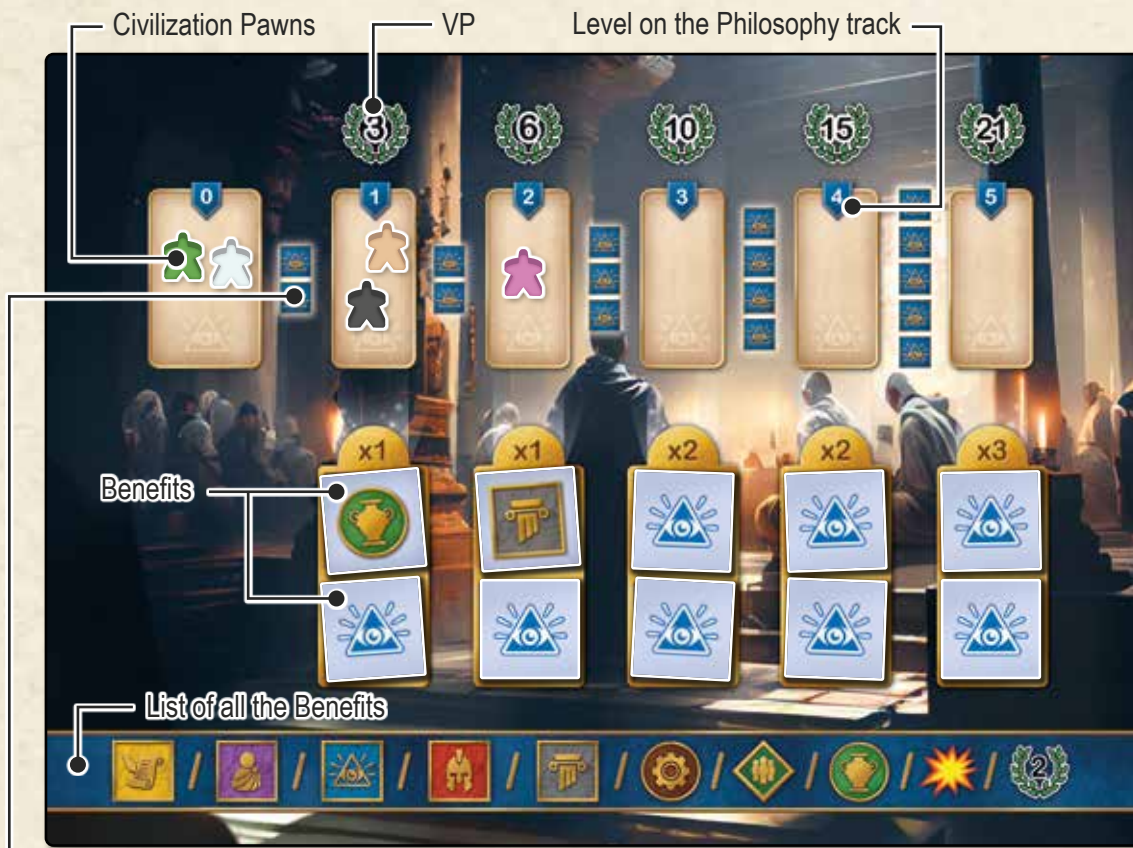 Civilization Pawns VP Level on the Philosophy track
3 6 10 15 21
0 1 2 3 4 5
x1 x1 x2 x2 x3
Benefits
List of all the Benefits
/ / / / / / / / / 2